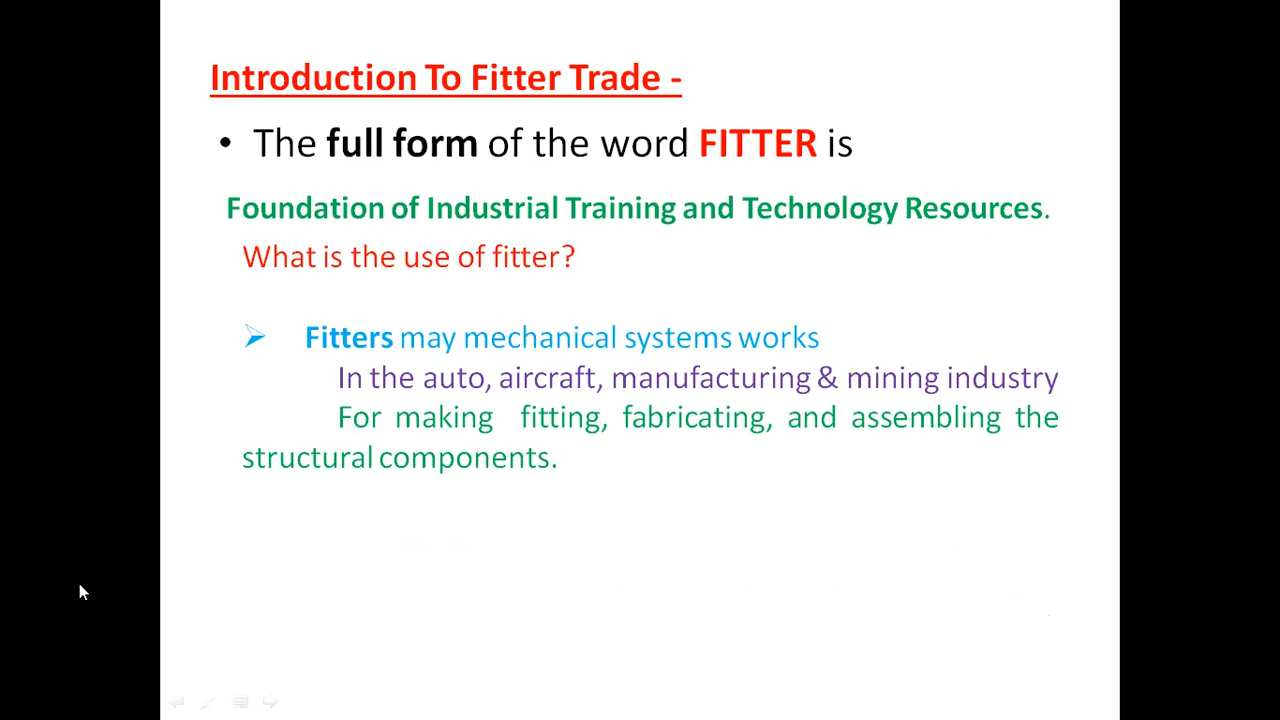 Introduction To Fitter Trade -
• The full form of the word FITTER is
Foundation of Industrial Training and Technology Resources.
What is the use of fitter?
➢ Fitters may mechanical systems works
In the auto, aircraft, manufacturing & mining industry
For making fitting, fabricating, and assembling the
structural components.